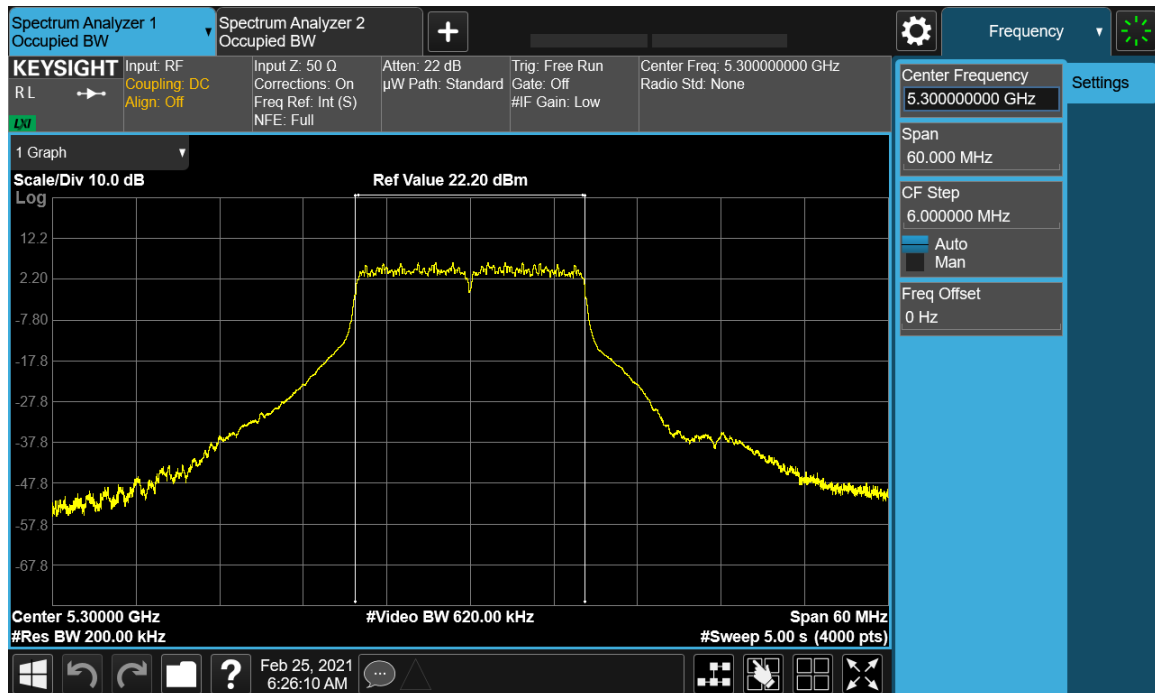 Spectrum Analyzer 1
Occupied BW
Spectrum Analyzer 2
Occupied BW
Frequency
KEYSIGHT
R L
LXI
Input: RF
Coupling: DC
Align: Off
Input Z: 50 Ω
Corrections: On
Freq Ref: Int (S)
NFE: Full
Atten: 22 dB
µW Path: Standard
Trig: Free Run
Gate: Off
#IF Gain: Low
Center Freq: 5.300000000 GHz
Radio Std: None
Center Frequency
5.300000000 GHz
Settings
Span
60.000 MHz
CF Step
6.000000 MHz
Auto
Man
Freq Offset
0 Hz
1 Graph
Scale/Div 10.0 dB
Ref Value 22.20 dBm
Log
12.2
2.20
-7.80
-17.8
-27.8
-37.8
-47.8
-57.8
-67.8
Center 5.30000 GHz
#Video BW 620.00 kHz
Span 60 MHz
#Res BW 200.00 kHz
#Sweep 5.00 s (4000 pts)
?
Feb 25, 2021
6:26:10 AM